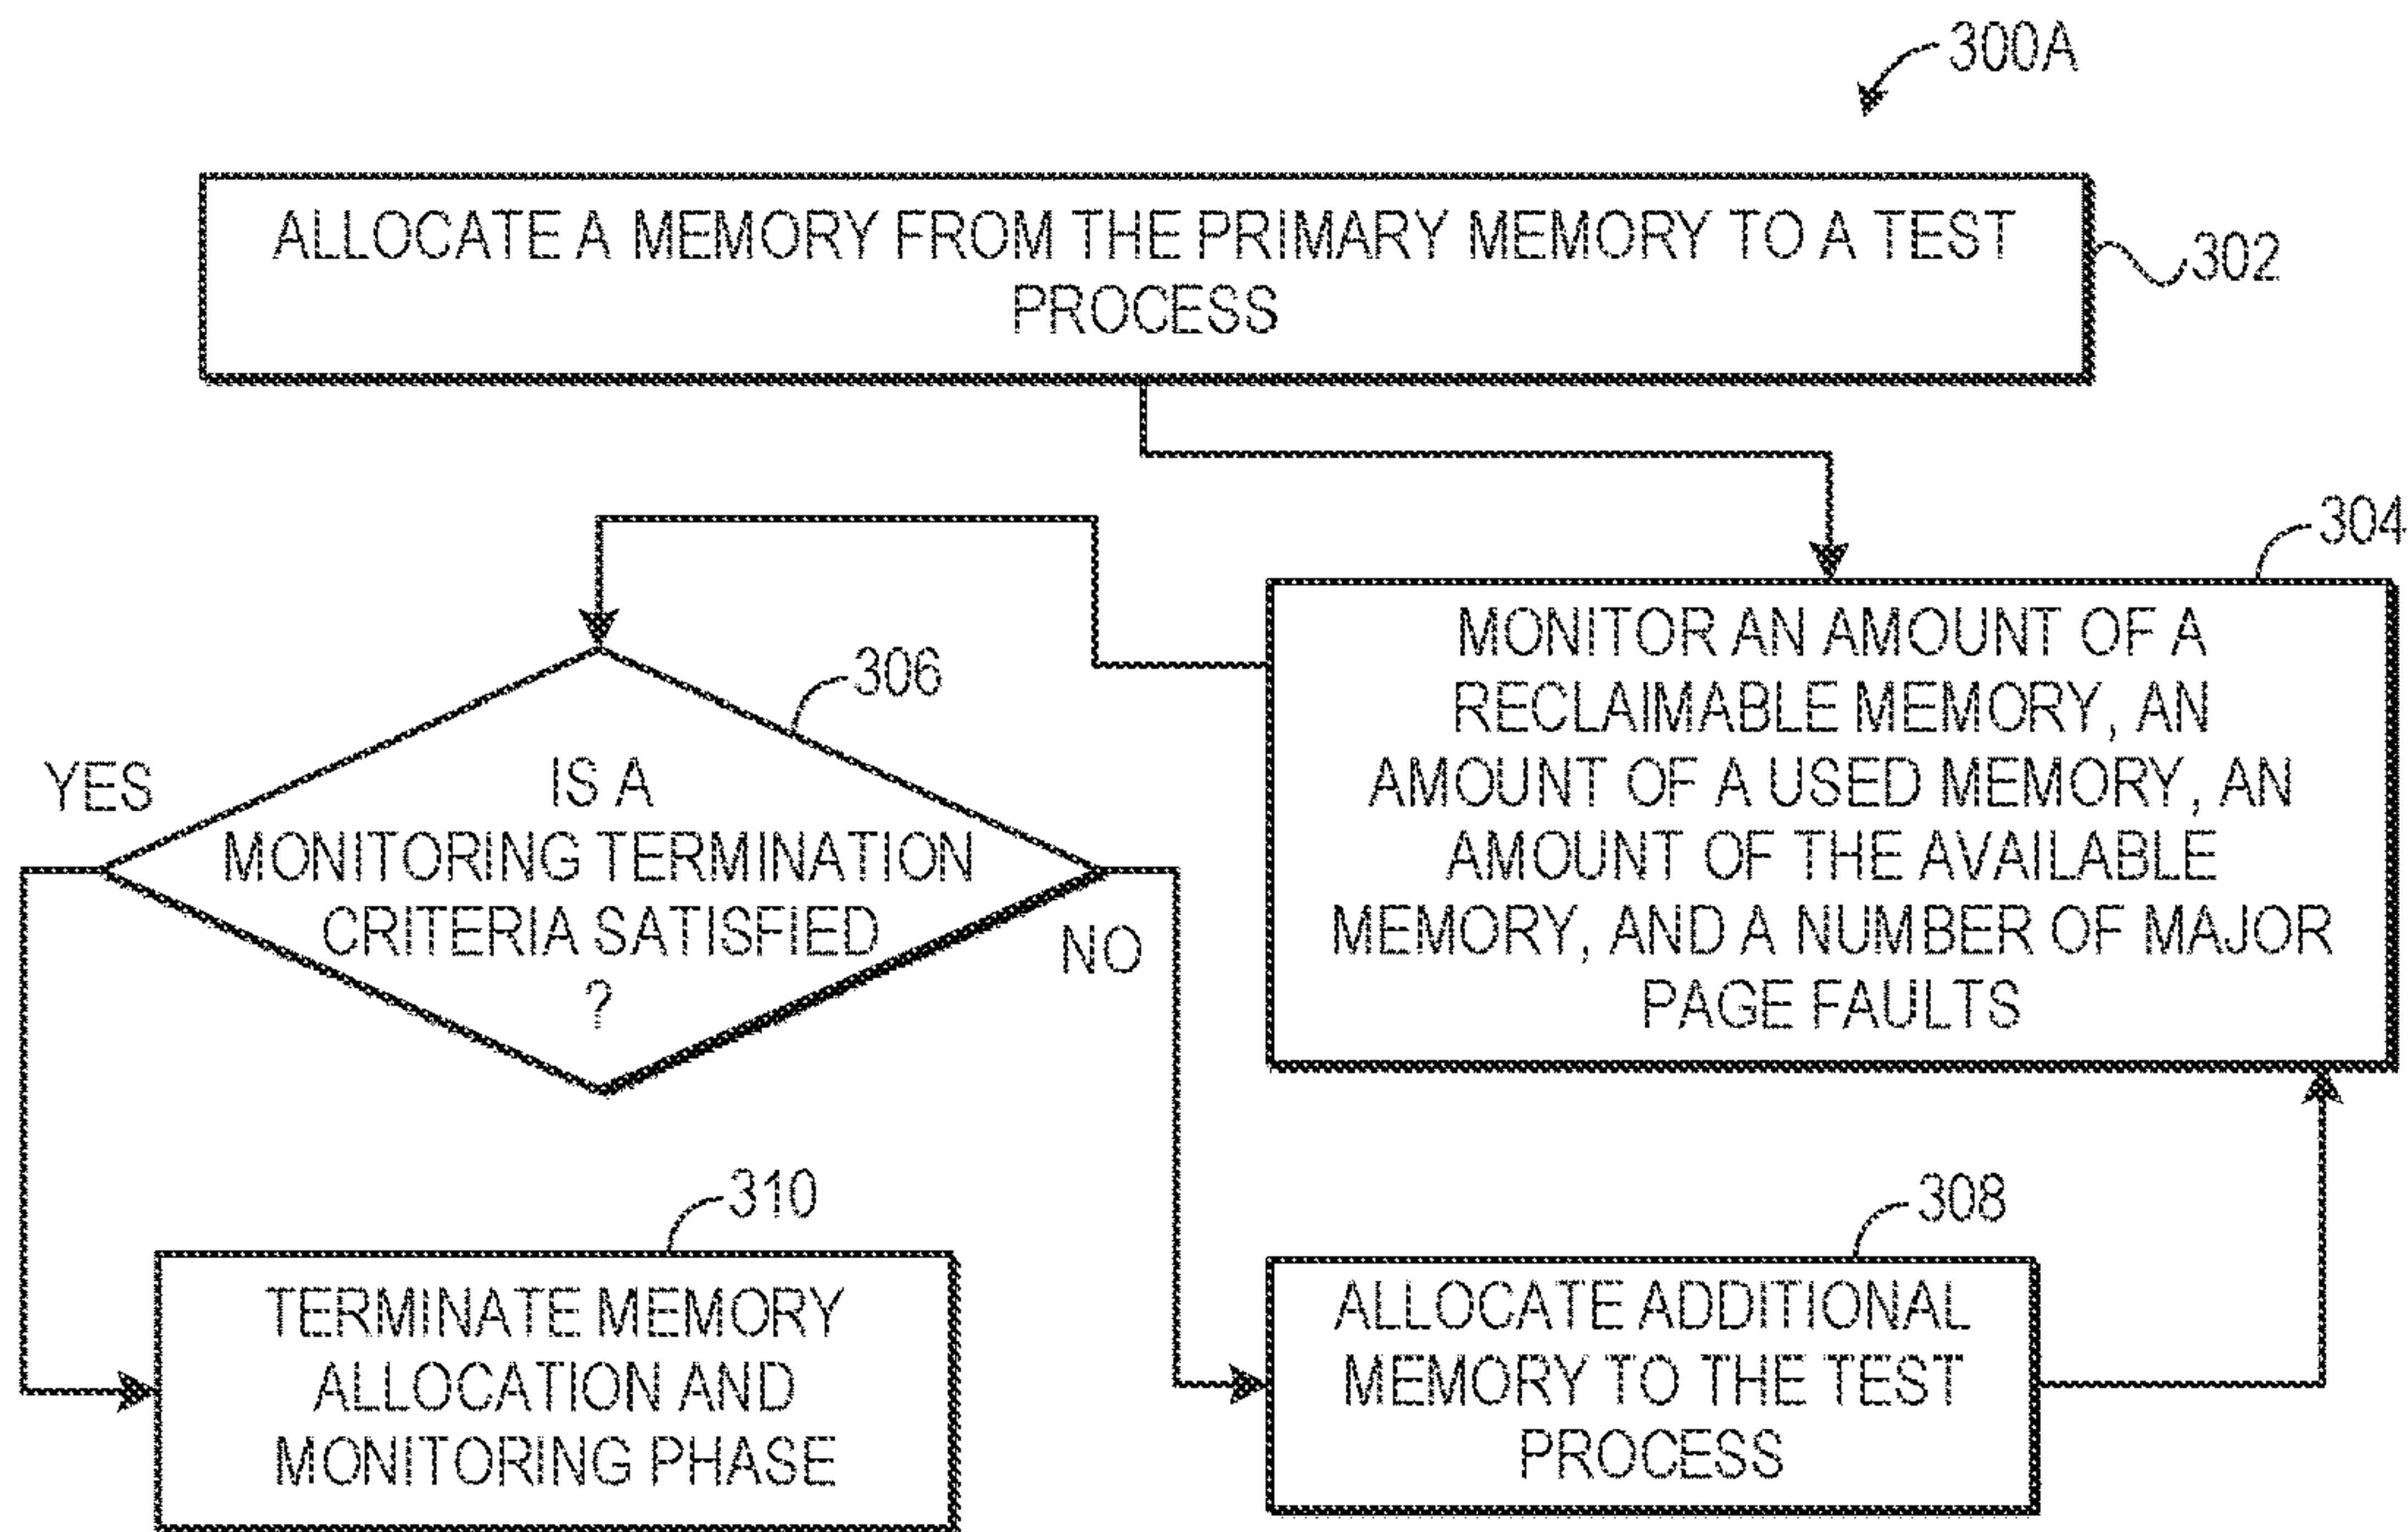 300A
ALLOCATE A MEMORY FROM THE PRIMARY MEMORY TO A TEST
PROCESS
302
304
MONITOR AN AMOUNT OF A
RECLAIMABLE MEMORY, AN
AMOUNT OF A USED MEMORY, AN
AMOUNT OF THE AVAILABLE
MEMORY, AND A NUMBER OF MAJOR
PAGE FAULTS
306
YES
IS A
MONITORING TERMINATION
CRITERIA SATISFIED
?
NO
310
TERMINATE MEMORY
ALLOCATION AND
MONITORING PHASE
308
ALLOCATE ADDITIONAL
MEMORY TO THE TEST
PROCESS